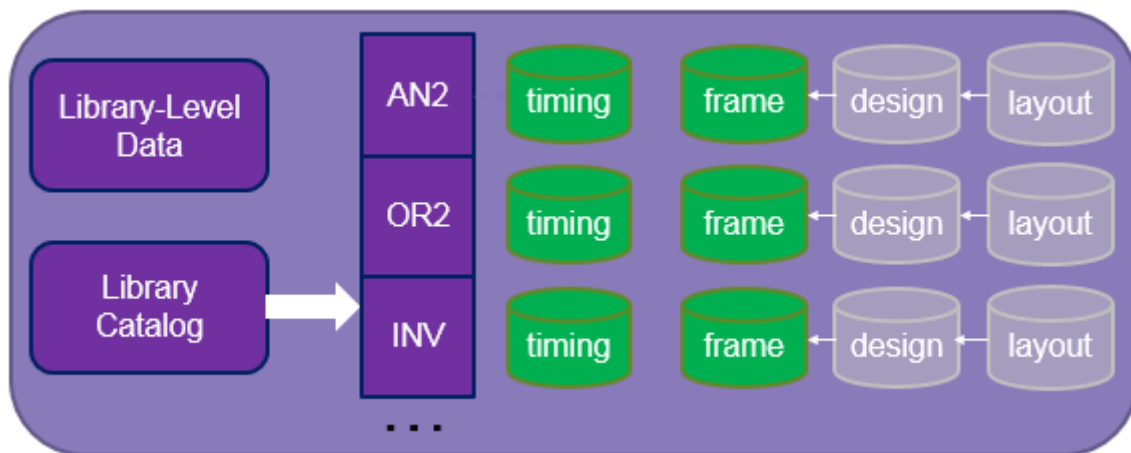 Library-Level
Data
Library
Catalog
AN2
timing
frame
design
layout
OR2
timing
frame
design
layout
INV
timing
frame
design
layout
...